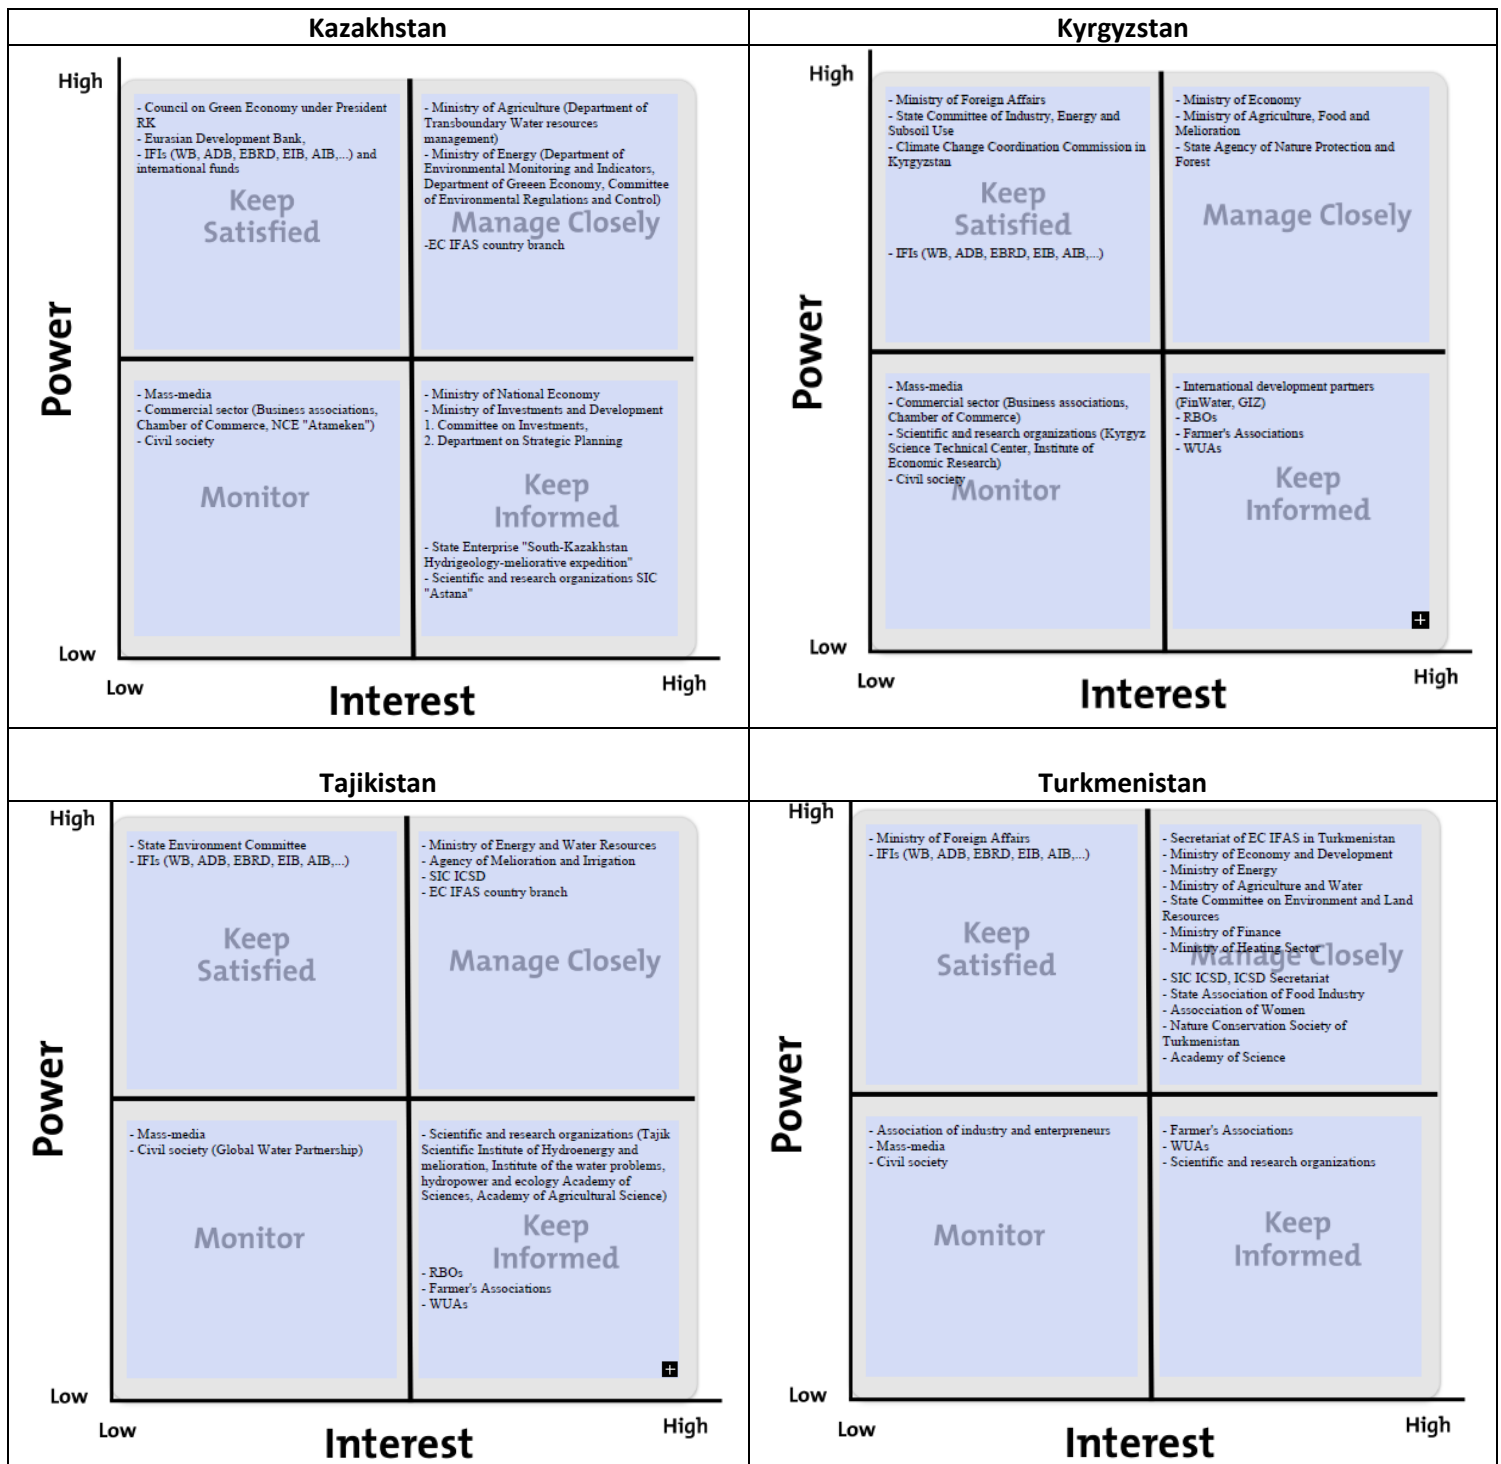 Kazakhstan
High
- Council on Green Economy under President
RK
- Eurasian Development Bank,
- IFIs (WB, ADB, EBRD, EIB, AIB,...) and
international funds
Keep
Satisfied
- Ministry of Agriculture (Department of
Transboundary Water resources
management)
- Ministry of Energy (Department of
Environmental Monitoring and Indicators,
Department of Greeen Economy, Committee
of Environmental Regulations and Control)
Manage Closely
-EC IFAS country branch
Power
- Mass-media
- Commercial sector (Business associations,
Chamber of Commerce, NCE "Atameken")
- Civil society
Monitor
- Ministry of National Economy
- Ministry of Investments and Development
1. Committee on Investments,
2. Department on Strategic Planning
Keep
Informed
- State Enterprise "South-Kazakhstan
Hydrigeology-meliorative expedition"
- Scientific and research organizations SIC
"Astana"
Low
Low
Interest
High
Kyrgyzstan
High
- Ministry of Foreign Affairs
- State Committee of Industry, Energy and
Subsoil Use
- Climate Change Coordination Commission in
Kyrgyzstan
Keep
Satisfied
- IFIs (WB, ADB, EBRD, EIB, AIB,...)
- Ministry of Economy
- Ministry of Agriculture, Food and
Melioration
- State Agency of Nature Protection and
Forest
Manage Closely
Power
- Mass-media
- Commercial sector (Business associations,
Chamber of Commerce)
- Scientific and research organizations (Kyrgyz
Science Technical Center, Institute of
Economic Research)
- Civil society
Monitor
- International development partners
(FinWater, GIZ)
- RBOs
- Farmer's Associations
- WUAs
Keep
Informed
Low
Low
Interest
High
Tajikistan
High
- State Environment Committee
- IFIs (WB, ADB, EBRD, EIB, AIB,...)
Keep
Satisfied
- Ministry of Energy and Water Resources
- Agency of Melioration and Irrigation
- SIC ICSD
- EC IFAS country branch
Manage Closely
Power
- Mass-media
- Civil society (Global Water Partnership)
Monitor
- Scientific and research organizations (Tajik
Scientific Institute of Hydroenergy and
melioration, Institute of the water problems,
hydropower and ecology Academy of
Sciences, Academy of Agricultural Science)
Keep
Informed
- RBOs
- Farmer's Associations
- WUAs
Low
Low
Interest
High
Turkmenistan
High
- Ministry of Foreign Affairs
- IFIs (WB, ADB, EBRD, EIB, AIB,...)
Keep
Satisfied
- Secretariat of EC IFAS in Turkmenistan
- Ministry of Economy and Development
- Ministry of Energy
- Ministry of Agriculture and Water
- State Committee on Environment and Land
Resources
- Ministry of Finance
- Ministry of Heating Sector
Manage Closely
- SIC ICSD, ICSD Secretariat
- State Association of Food Industry
- Assocciation of Women
- Nature Conservation Society of
Turkmenistan
- Academy of Science
Power
- Association of industry and enterpreneurs
- Mass-media
- Civil society
Monitor
- Farmer's Associations
- WUAs
- Scientific and research organizations
Keep
Informed
Low
Low
Interest
High